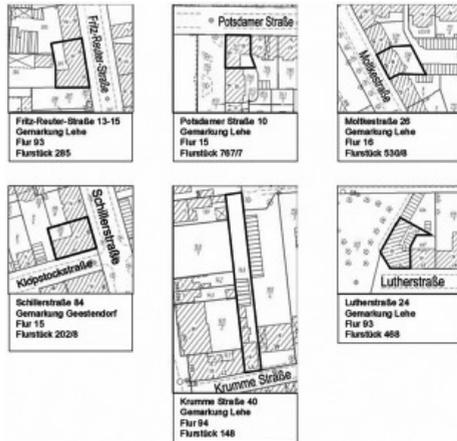 Fritz-Reuter-Straße
Fritz-Reuter-Straße 13-15
Gemarkung Lehe
Flur 93
Flurstück 285
Potsdamer Straße
Potsdamer Straße 10
Gemarkung Lehe
Flur 15
Flurstück 767/7
Moltkestraße
Moltkestraße 26
Gemarkung Lehe
Flur 16
Flurstück 530/8
Schillerstraße
Klopstockstraße
Schillerstraße 84
Gemarkung Geestendorf
Flur 15
Flurstück 202/8
Krumme Straße
Krumme Straße 40
Gemarkung Lehe
Flur 94
Flurstück 148
Lutherstraße
Lutherstraße 24
Gemarkung Lehe
Flur 93
Flurstück 468